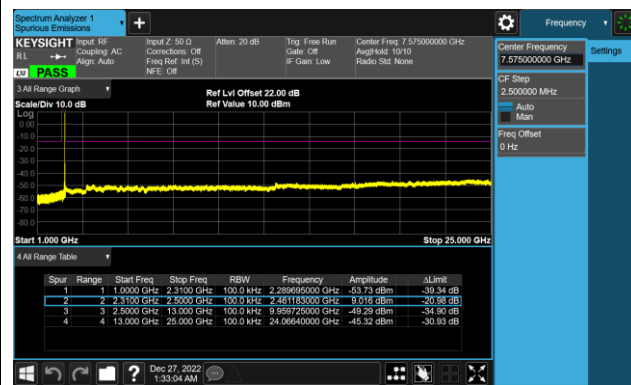 Spectrum Analyzer 1
Spurious Emissions
Frequency
KEYSIGHT Input: RF Input Z: 50 Ω Atten: 20 dB Trig: Free Run Center Freq: 7.575000000 GHz
RL Coupling: AC Corrections: Off Gate: Off Avg|Hold: 10/10
Align: Auto Freq Ref: Int (S) IF Gain: Low Radio Std: None
LXI PASS NFE: Off
Center Frequency
7.575000000 GHz
Settings
CF Step
2.500000 MHz
Auto
Man
Freq Offset
0 Hz
3 All Range Graph
Ref Lvl Offset 22.00 dB
Scale/Div 10.0 dB Ref Value 10.00 dBm
Log
0.00
-10.0
-20.0
-30.0
-40.0
-50.0
-60.0
-70.0
-80.0
Start 1.000 GHz Stop 25.000 GHz
4 All Range Table
Spur Range Start Freq Stop Freq RBW Frequency Amplitude ΔLimit
1 1 1.0000 GHz 2.3100 GHz 100.0 kHz 2.289695000 GHz -53.73 dBm -39.34 dB
2 2 2.3100 GHz 2.5000 GHz 100.0 kHz 2.461183000 GHz 9.016 dBm -20.98 dB
3 3 2.5000 GHz 13.000 GHz 100.0 kHz 9.959725000 GHz -49.29 dBm -34.90 dB
4 4 13.000 GHz 25.000 GHz 100.0 kHz 24.06640000 GHz -45.32 dBm -30.93 dB
? Dec 27, 2022
1:33:04 AM